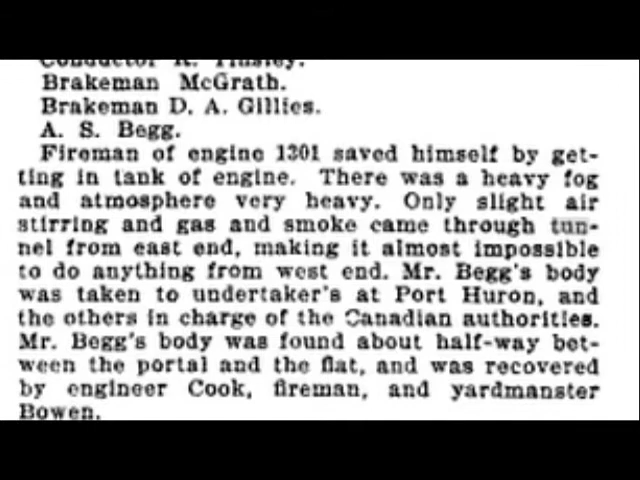 Conductor R. Tinsley.
Brakeman McGrath.
Brakeman D. A. Gillies.
A. S. Begg.
Fireman of engine 1301 saved himself by get-
ting in tank of engine. There was a heavy fog
and atmosphere very heavy. Only slight air
stirring and gas and smoke came through tun-
nel from east end, making it almost impossible
to do anything from west end. Mr. Begg's body
was taken to undertaker's at Port Huron, and
the others in charge of the Canadian authorities.
Mr. Begg's body was found about half-way bet-
ween the portal and the flat, and was recovered
by engineer Cook, fireman, and yardmanster
Bowen.